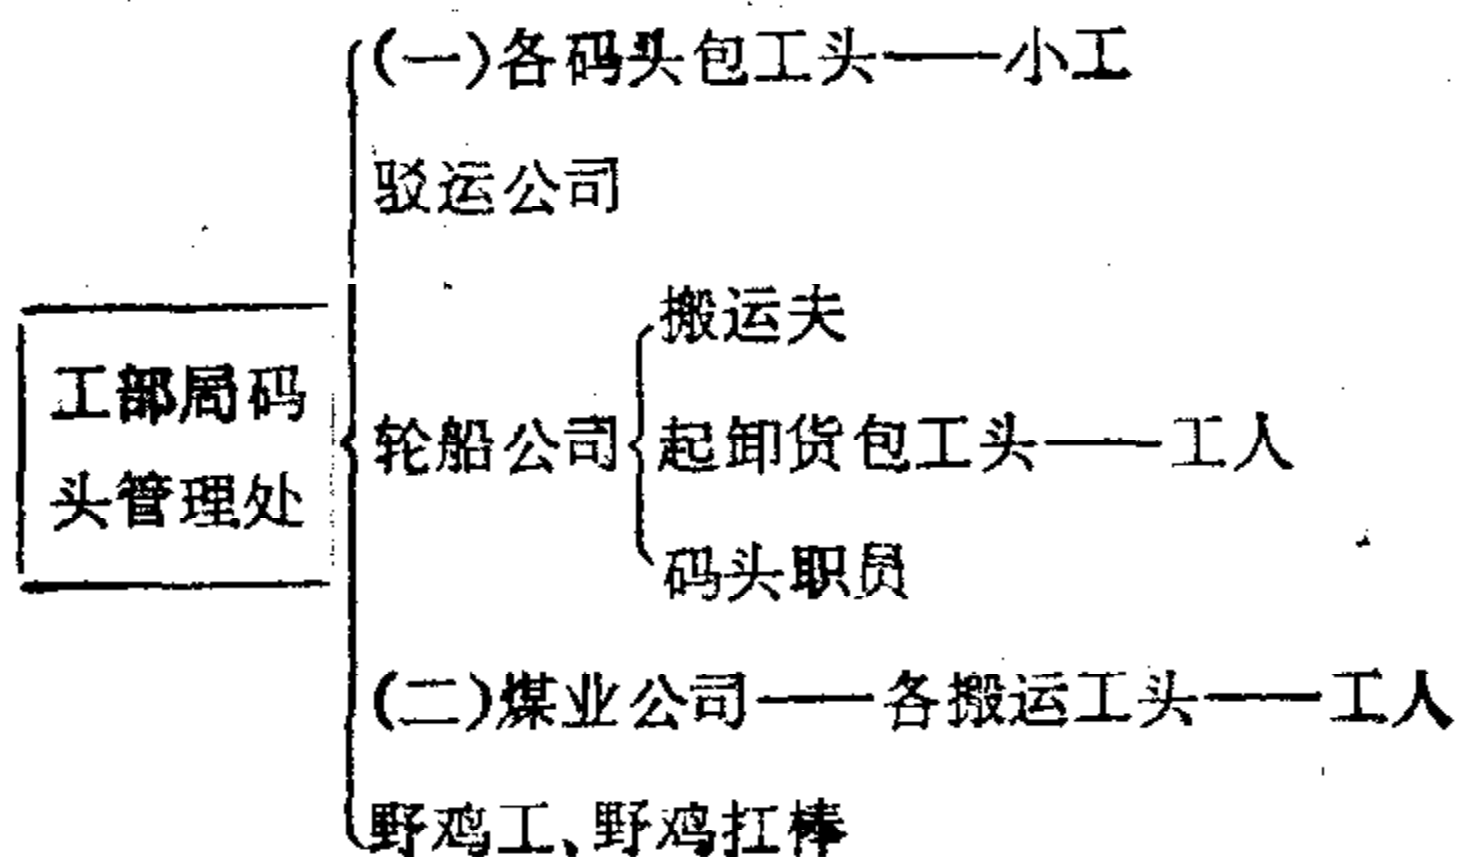 (一)各码头包工头——小工
驳运公司
工部局码
头管理处
轮船公司
搬运夫
起卸货包工头——工人
码头职员
(二)煤业公司——各搬运工头——工人
野鸡工、野鸡扛棒